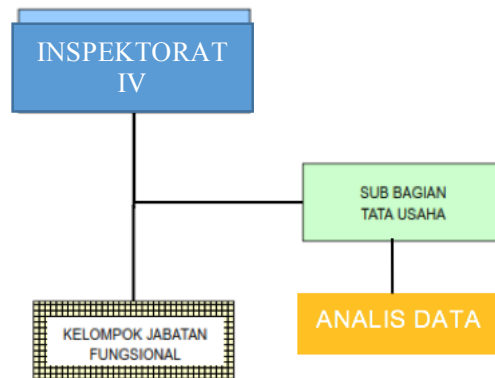 INSPEKTORAT
IV
SUB BAGIAN
TATA USAHA
KELOMPOK JABATAN
FUNGSIONAL
ANALIS DATA